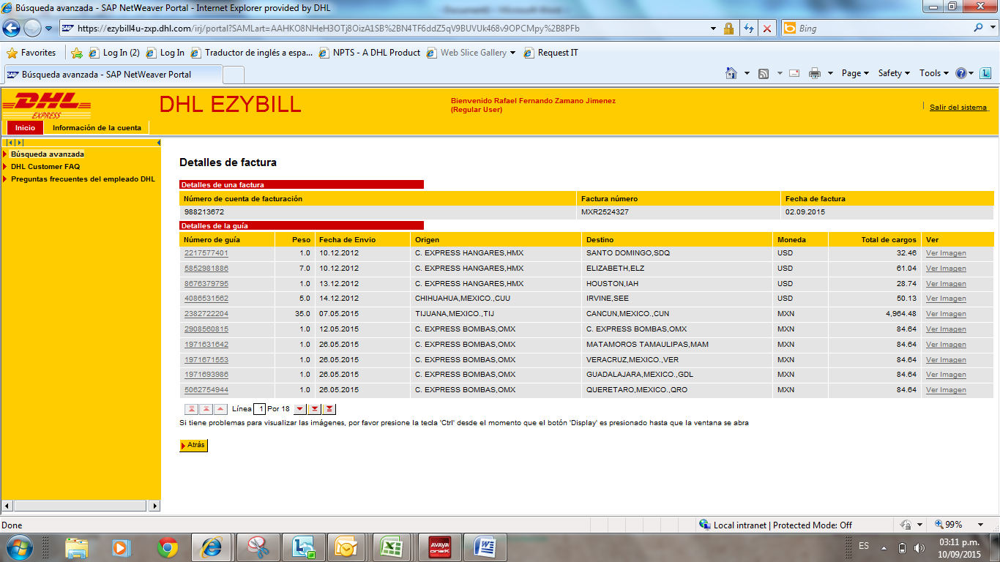 Búsqueda avanzada - SAP NetWeaver Portal - Internet Explorer provided by DHL
https://ezybill4u-zxp.dhl.com/irj/portal?
Bing
Favorites Log In (2) Log In Traductor de inglés a espa... NPTS - A DHL Product Web Slice Gallery Request IT
Búsqueda avanzada - SAP NetWeaver Portal
Page Safety Tools
DHL EXPRESS
DHL EZYBILL
Bienvenido Rafael Fernando Zamano Jimenez
(Regular User)
Salir del sistema
Inicio Información de la cuenta
Búsqueda avanzada
DHL Customer FAQ
Preguntas frecuentes del empleado DHL
Detalles de factura
Detalles de una factura
Número de cuenta de facturación Factura número Fecha de factura
988213672 MXR2524327 02.09.2015
Detalles de la guía
Número de guía Peso Fecha de Envio Origen Destino Moneda Total de cargos Ver
2217577401 1.0 10.12.2012 C. EXPRESS HANGARES,HMX SANTO DOMINGO,SDQ USD 32.46 Ver Imagen
5852981886 7.0 10.12.2012 C. EXPRESS HANGARES,HMX ELIZABETH,ELZ USD 61.04 Ver Imagen
8676379795 1.0 13.12.2012 C. EXPRESS HANGARES,HMX HOUSTON,IAH USD 28.74 Ver Imagen
4086531562 5.0 14.12.2012 CHIHUAHUA,MEXICO.,CUU IRVINE,SEE USD 50.13 Ver Imagen
2382722204 35.0 07.05.2015 TIJUANA,MEXICO.,TIJ CANCUN,MEXICO.,CUN MXN 4,964.48 Ver Imagen
2908560815 1.0 12.05.2015 C. EXPRESS BOMBAS,OMX C. EXPRESS BOMBAS,OMX MXN 84.64 Ver Imagen
1971631642 1.0 26.05.2015 C. EXPRESS BOMBAS,OMX MATAMOROS TAMAULIPAS,MAM MXN 84.64 Ver Imagen
1971671553 1.0 26.05.2015 C. EXPRESS BOMBAS,OMX VERACRUZ,MEXICO.,VER MXN 84.64 Ver Imagen
1971693986 1.0 26.05.2015 C. EXPRESS BOMBAS,OMX GUADALAJARA,MEXICO.,GDL MXN 84.64 Ver Imagen
5062754944 1.0 26.05.2015 C. EXPRESS BOMBAS,OMX QUERETARO,MEXICO.,QRO MXN 84.64 Ver Imagen
Línea 1 Por 18
Si tiene problemas para visualizar las imágenes, por favor presione la tecla 'Ctrl' desde el momento que el botón 'Display' es presionado hasta que la ventana se abra
Atrás
Done Local intranet | Protected Mode: Off 99%
AVAYA
ES 03:11 p.m.
10/09/2015